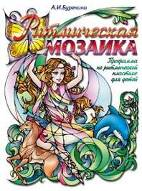 А.И.Буренина
Ритмическая
МОЗАИКА
Программа
по ритмической
пластике
для детей